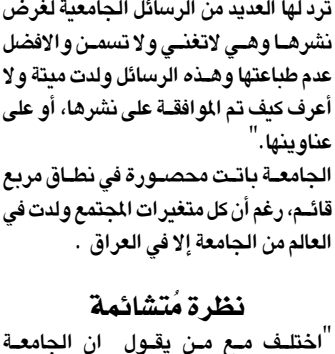 ترد لها العديد من الرسائل الجامعية لغرض
نشرها وهي لاتغني ولا تسمن والافضل
عدم طباعتها وهذه الرسائل ولدت ميتة ولا
أعرف كيف تم الموافقة على نشرها، أو على
عناوينها."
الجامعة باتت محصورة في نطاق مربع
قاتم، رغم أن كل متغيرات المجتمع ولدت في
العالم من الجامعة إلا في العراق .
نظرة مُتشائمة
"اختلف مع من يقول ان الجامعة